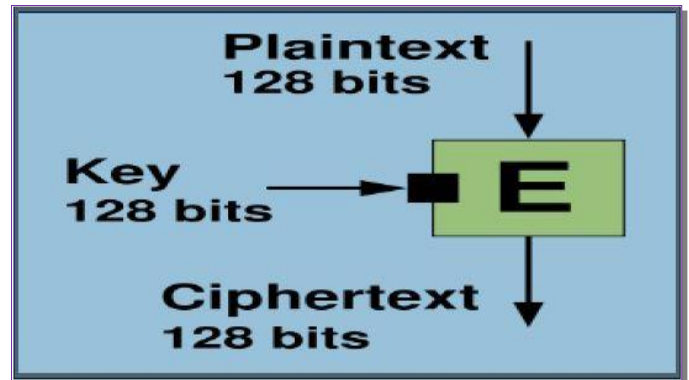 Plaintext
128 bits
Key
128 bits
E
Ciphertext
128 bits